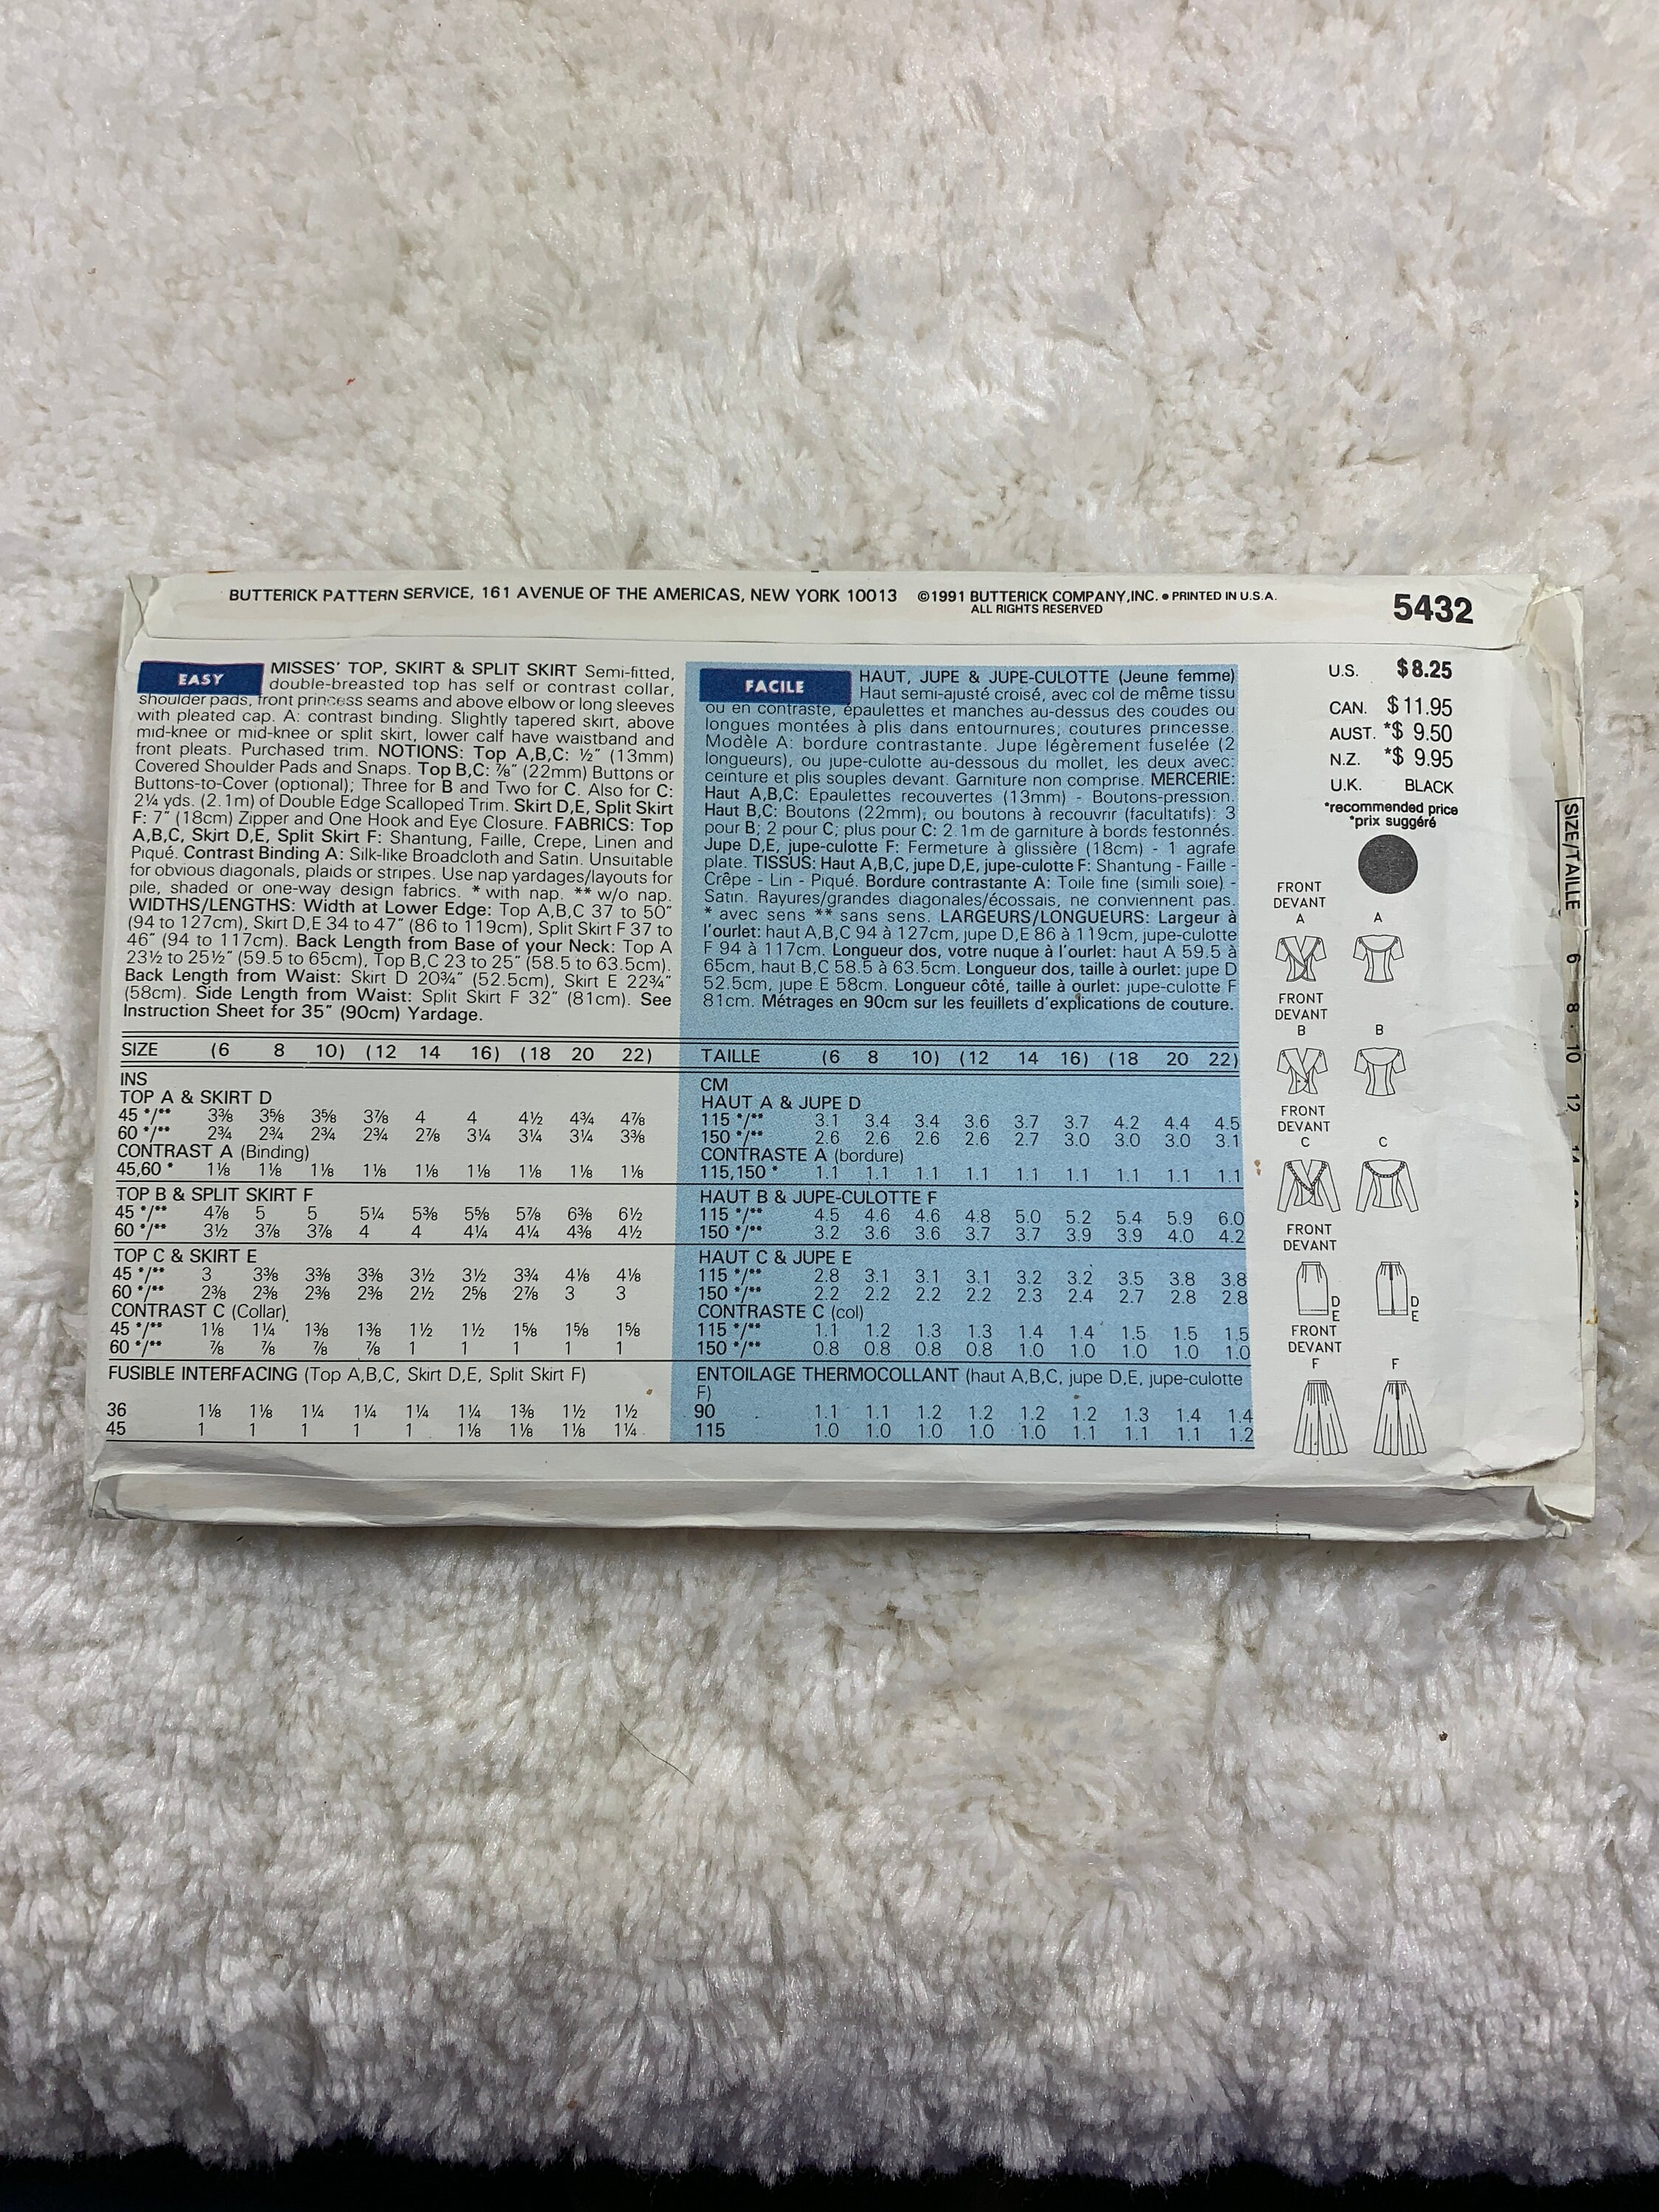 BUTTERICK PATTERN SERVICE, 161 AVENUE OF THE AMERICAS, NEW YORK 10013 ©1991 BUTTERICK COMPANY,INC. • PRINTED IN U.S.A.
ALL RIGHTS RESERVED
5432
EASY
MISSES' TOP, SKIRT & SPLIT SKIRT Semi-fitted,
double-breasted top has self or contrast collar,
shoulder pads, front princess seams and above elbow or long sleeves
with pleated cap. A: contrast binding. Slightly tapered skirt, above
mid-knee or mid-knee or split skirt, lower calf have waistband and
front pleats. Purchased trim. NOTIONS: Top A,B,C: ½" (13mm)
Covered Shoulder Pads and Snaps. Top B,C: ⅞" (22mm) Buttons or
Buttons-to-Cover (optional); Three for B and Two for C. Also for C:
2¼ yds. (2.1m) of Double Edge Scalloped Trim. Skirt D,E, Split Skirt
F: 7" (18cm) Zipper and One Hook and Eye Closure. FABRICS: Top
A,B,C, Skirt D,E, Split Skirt F: Shantung, Faille, Crepe, Linen and
Piqué. Contrast Binding A: Silk-like Broadcloth and Satin. Unsuitable
for obvious diagonals, plaids or stripes. Use nap yardages/layouts for
pile, shaded or one-way design fabrics. * with nap. ** w/o nap.
WIDTHS/LENGTHS: Width at Lower Edge: Top A,B,C 37 to 50"
(94 to 127cm), Skirt D,E 34 to 47" (86 to 119cm), Split Skirt F 37 to
46" (94 to 117cm). Back Length from Base of your Neck: Top A
23½ to 25½" (59.5 to 65cm), Top B,C 23 to 25" (58.5 to 63.5cm).
Back Length from Waist: Skirt D 20¾" (52.5cm), Skirt E 22¾"
(58cm). Side Length from Waist: Split Skirt F 32" (81cm). See
Instruction Sheet for 35" (90cm) Yardage.
SIZE (6 8 10) (12 14 16) (18 20 22)
INS
TOP A & SKIRT D
45 */** 3⅜ 3⅝ 3⅝ 3⅞ 4 4 4½ 4¾ 4⅞
60 */** 2¾ 2¾ 2¾ 2¾ 2⅞ 3¼ 3¼ 3¼ 3⅜
CONTRAST A (Binding)
45,60 * 1⅛ 1⅛ 1⅛ 1⅛ 1⅛ 1⅛ 1⅛ 1⅛ 1⅛
TOP B & SPLIT SKIRT F
45 */** 4⅞ 5 5 5¼ 5⅜ 5⅝ 5⅞ 6⅜ 6½
60 */** 3½ 3⅞ 3⅞ 4 4 4¼ 4¼ 4⅜ 4½
TOP C & SKIRT E
45 */** 3 3⅜ 3⅜ 3⅜ 3½ 3½ 3¾ 4⅛ 4⅛
60 */** 2⅜ 2⅜ 2⅜ 2⅜ 2½ 2⅝ 2⅞ 3 3
CONTRAST C (Collar)
45 */** 1⅛ 1¼ 1⅜ 1⅜ 1½ 1½ 1⅝ 1⅝ 1⅝
60 */** ⅞ ⅞ ⅞ ⅞ 1 1 1 1 1
FUSIBLE INTERFACING (Top A,B,C, Skirt D,E, Split Skirt F)
36 1⅛ 1⅛ 1¼ 1¼ 1¼ 1¼ 1⅜ 1½ 1½
45 1 1 1 1 1 1⅛ 1⅛ 1⅛ 1¼
FACILE
HAUT, JUPE & JUPE-CULOTTE (Jeune femme)
Haut semi-ajusté croisé, avec col de même tissu
ou en contraste, épaulettes et manches au-dessus des coudes ou
longues montées à plis dans entournures; coutures princesse.
Modèle A: bordure contrastante. Jupe légèrement fuselée (2
longueurs), ou jupe-culotte au-dessous du mollet, les deux avec:
ceinture et plis souples devant. Garniture non comprise. MERCERIE:
Haut A,B,C: Epaulettes recouvertes (13mm) - Boutons-pression.
Haut B,C: Boutons (22mm), ou boutons à recouvrir (facultatifs): 3
pour B; 2 pour C; plus pour C: 2.1m de garniture à bords festonnés.
Jupe D,E, jupe-culotte F: Fermeture à glissière (18cm) - 1 agrafe
plate. TISSUS: Haut A,B,C, jupe D,E, jupe-culotte F: Shantung - Faille -
Crêpe - Lin - Piqué. Bordure contrastante A: Toile fine (simili soie) -
Satin. Rayures/grandes diagonales/écossais, ne conviennent pas.
* avec sens ** sans sens. LARGEURS/LONGUEURS: Largeur à
l'ourlet: haut A,B,C 94 à 127cm, jupe D,E 86 à 119cm, jupe-culotte
F 94 à 117cm. Longueur dos, votre nuque à l'ourlet: haut A 59.5 à
65cm, haut B,C 58.5 à 63.5cm. Longueur dos, taille à ourlet: jupe D
52.5cm, jupe E 58cm. Longueur côté, taille à ourlet: jupe-culotte F
81cm. Métrages en 90cm sur les feuillets d'explications de couture.
TAILLE (6 8 10) (12 14 16) (18 20 22)
CM
HAUT A & JUPE D
115 */** 3.1 3.4 3.4 3.6 3.7 3.7 4.2 4.4 4.5
150 */** 2.6 2.6 2.6 2.6 2.7 3.0 3.0 3.0 3.1
CONTRASTE A (bordure)
115,150 * 1.1 1.1 1.1 1.1 1.1 1.1 1.1 1.1 1.1
HAUT B & JUPE-CULOTTE F
115 */** 4.5 4.6 4.6 4.8 5.0 5.2 5.4 5.9 6.0
150 */** 3.2 3.6 3.6 3.7 3.7 3.9 3.9 4.0 4.2
HAUT C & JUPE E
115 */** 2.8 3.1 3.1 3.1 3.2 3.2 3.5 3.8 3.8
150 */** 2.2 2.2 2.2 2.2 2.3 2.4 2.7 2.8 2.8
CONTRASTE C (col)
115 */** 1.1 1.2 1.3 1.3 1.4 1.4 1.5 1.5 1.5
150 */** 0.8 0.8 0.8 0.8 1.0 1.0 1.0 1.0 1.0
ENTOILAGE THERMOCOLLANT (haut A,B,C, jupe D,E, jupe-culotte
F)
90 1.1 1.1 1.2 1.2 1.2 1.2 1.3 1.4 1.4
115 1.0 1.0 1.0 1.0 1.0 1.1 1.1 1.1 1.2
U.S. $8.25
CAN. $11.95
AUST. *$ 9.50
N.Z. *$ 9.95
U.K. BLACK
*recommended price
*prix suggéré
FRONT
DEVANT
A A
FRONT
DEVANT
B B
FRONT
DEVANT
C C
FRONT
DEVANT
D D
E E
FRONT
DEVANT
F F
SIZE/TAILLE 6 8 10 12 14